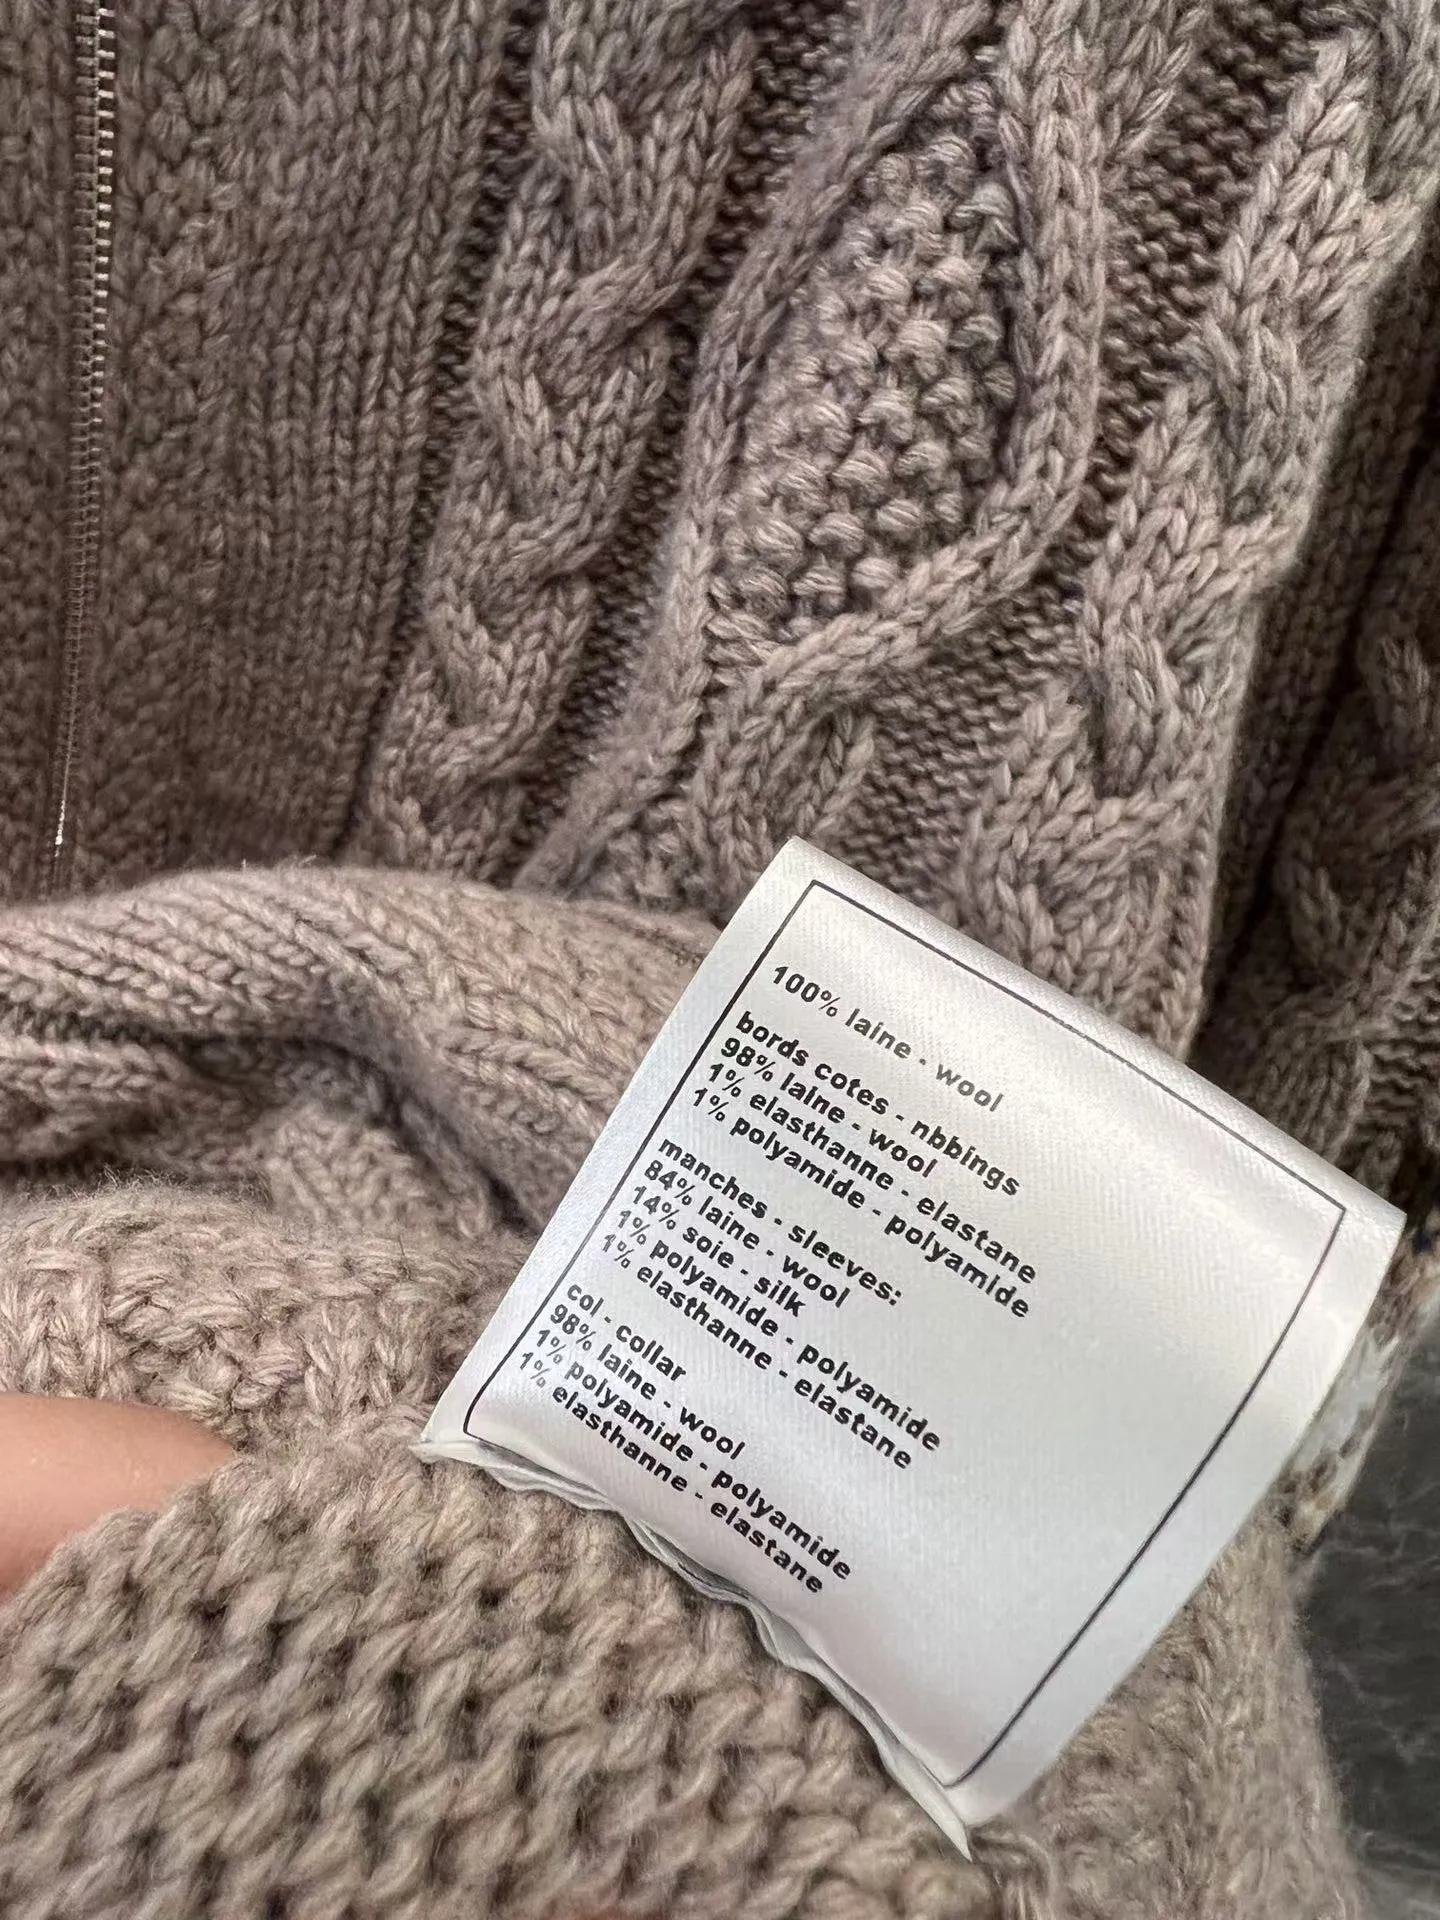 100% laine - wool
bords cotes - nbbings
98% laine - wool
1% elasthanne - elastane
1% polyamide - polyamide
manches - sleeves:
84% laine - wool
14% soie - silk
1% polyamide - polyamide
1% elasthanne - elastane
col - collar
98% laine - wool
1% polyamide - polyamide
1% elasthanne - elastane